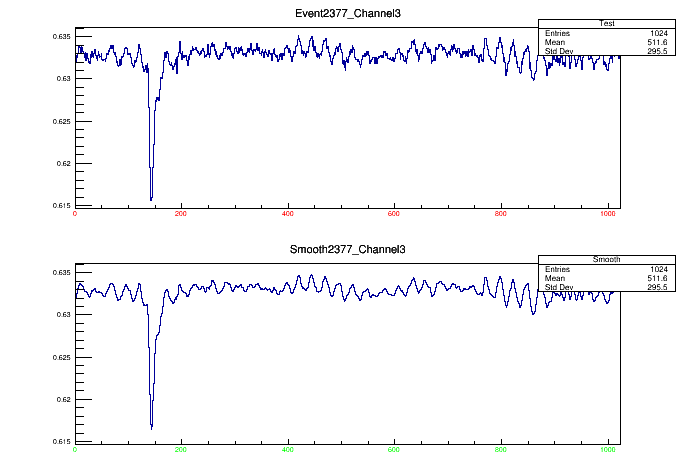 Event2377_Channel3
Test
Entries 1024
Mean 511.6
Std Dev 295.5
0.635
0.63
0.625
0.62
0.615
0 200 400 600 800 1000
Smooth2377_Channel3
Smooth
Entries 1024
Mean 511.6
Std Dev 295.5
0.635
0.63
0.625
0.62
0.615
0 200 400 600 800 1000